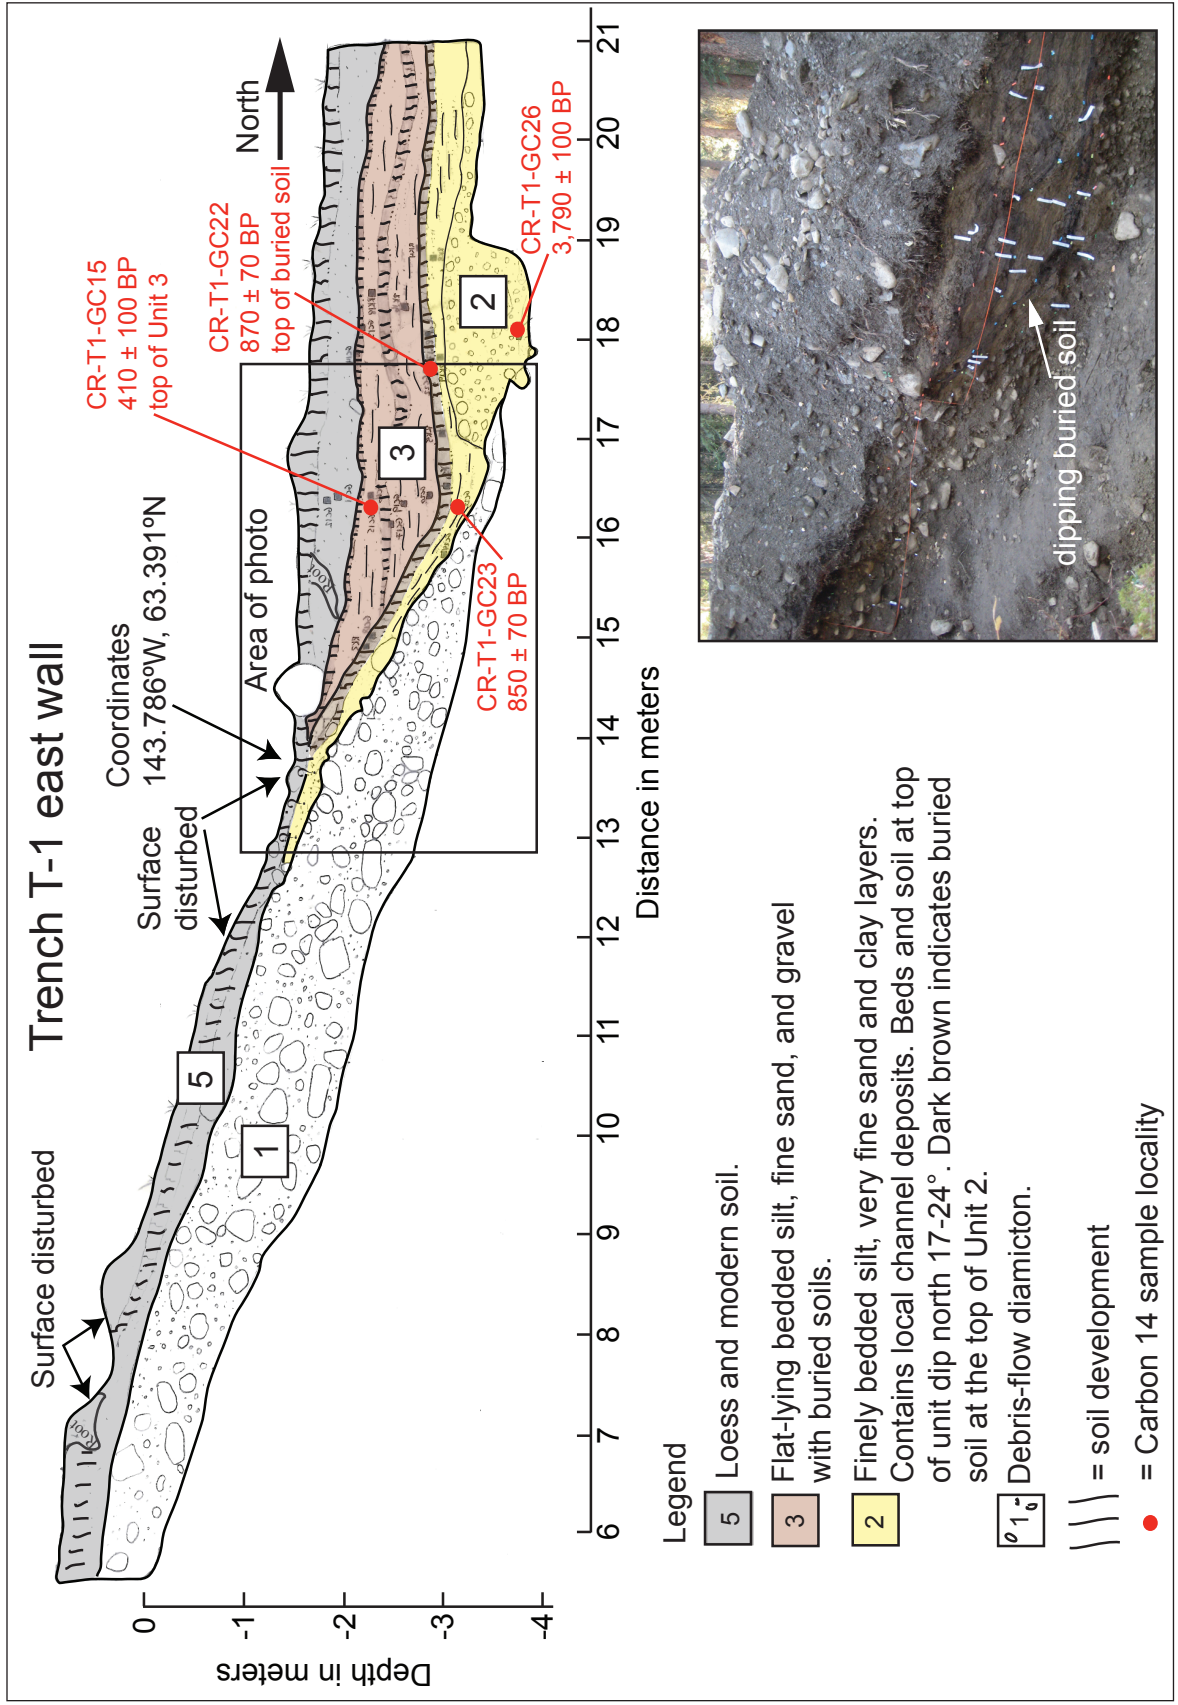 Trench T-1 east wall
Surface disturbed
Surface
disturbed
Coordinates
143.786ºW, 63.391ºN
CR-T1-GC15
410 ± 100 BP
top of Unit 3
CR-T1-GC22
870 ± 70 BP
top of buried soil
North
Area of photo
Root
Root
5
1
3
2
CR-T1-GC23
850 ± 70 BP
CR-T1-GC26
3,790 ± 100 BP
0
-1
-2
-3
-4
Depth in meters
6 7 8 9 10 11 12 13 14 15 16 17 18 19 20 21
Distance in meters
Legend
5 Loess and modern soil.
3 Flat-lying bedded silt, fine sand, and gravel
with buried soils.
2 Finely bedded silt, very fine sand and clay layers.
Contains local channel deposits. Beds and soil at top
of unit dip north 17-24°. Dark brown indicates buried
soil at the top of Unit 2.
1 Debris-flow diamicton.
= soil development
= Carbon 14 sample locality
dipping buried soil